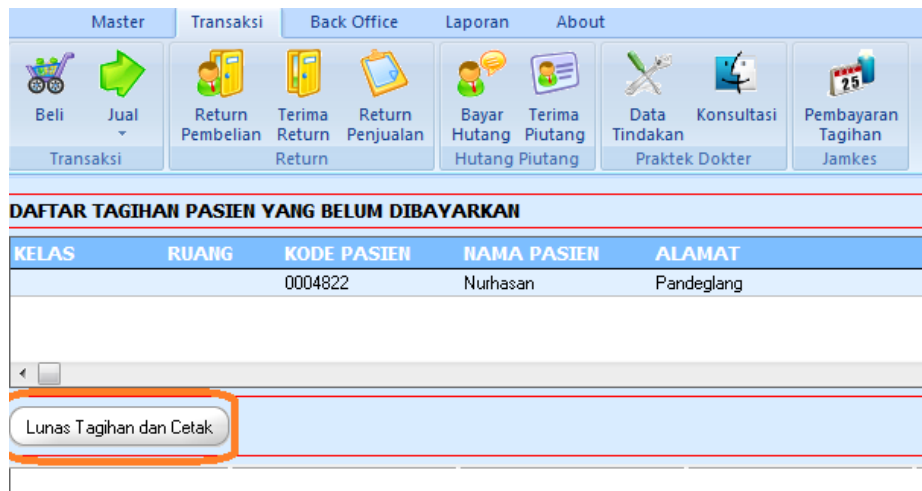 Master Transaksi Back Office Laporan About
Beli Jual Return Pembelian Terima Return Return Penjualan Bayar Hutang Terima Piutang Data Tindakan Konsultasi 25 Pembayaran Tagihan
Transaksi Return Hutang Piutang Praktek Dokter Jamkes
DAFTAR TAGIHAN PASIEN YANG BELUM DIBAYARKAN
KELAS RUANG KODE PASIEN NAMA PASIEN ALAMAT
0004822 Nurhasan Pandeglang
Lunas Tagihan dan Cetak